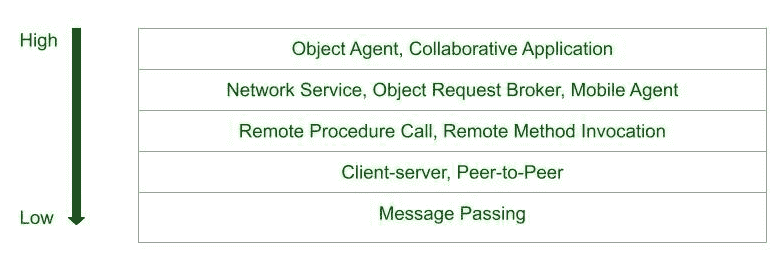 High
Object Agent, Collaborative Application
Network Service, Object Request Broker, Mobile Agent
Remote Procedure Call, Remote Method Invocation
Client-server, Peer-to-Peer
Low
Message Passing